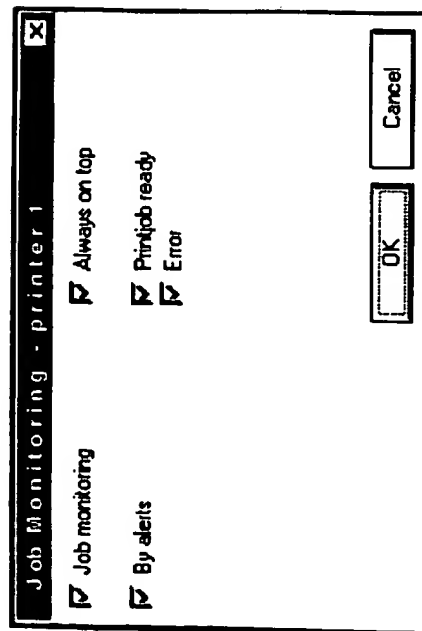 Job Monitoring - printer 1
Job monitoring
Always on top
By alerts
Printjob ready
Error
OK
Cancel